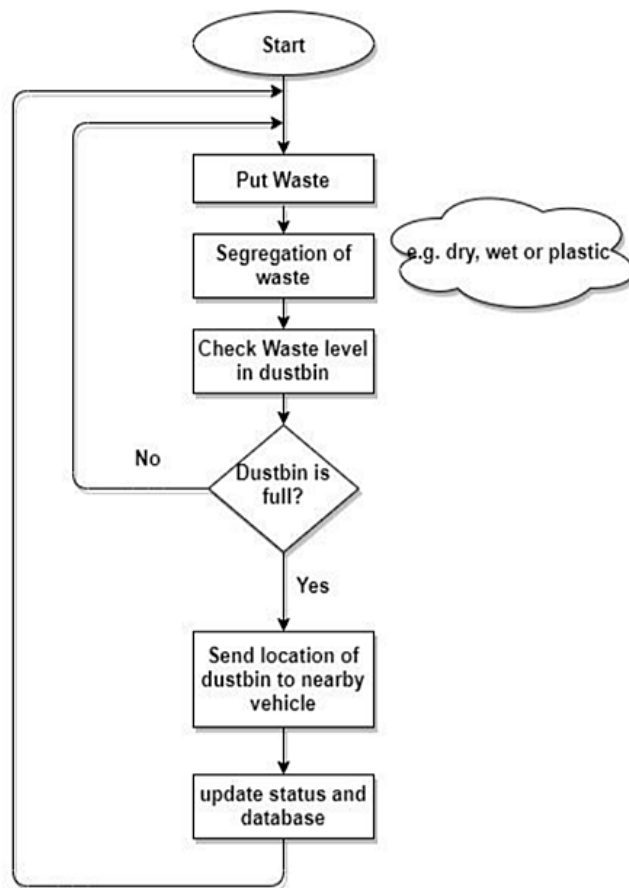 Start
Put Waste
Segregation of
waste
e.g. dry, wet or plastic
Check Waste level
in dustbin
No
Dustbin is
full?
Yes
Send location of
dustbin to nearby
vehicle
update status and
database